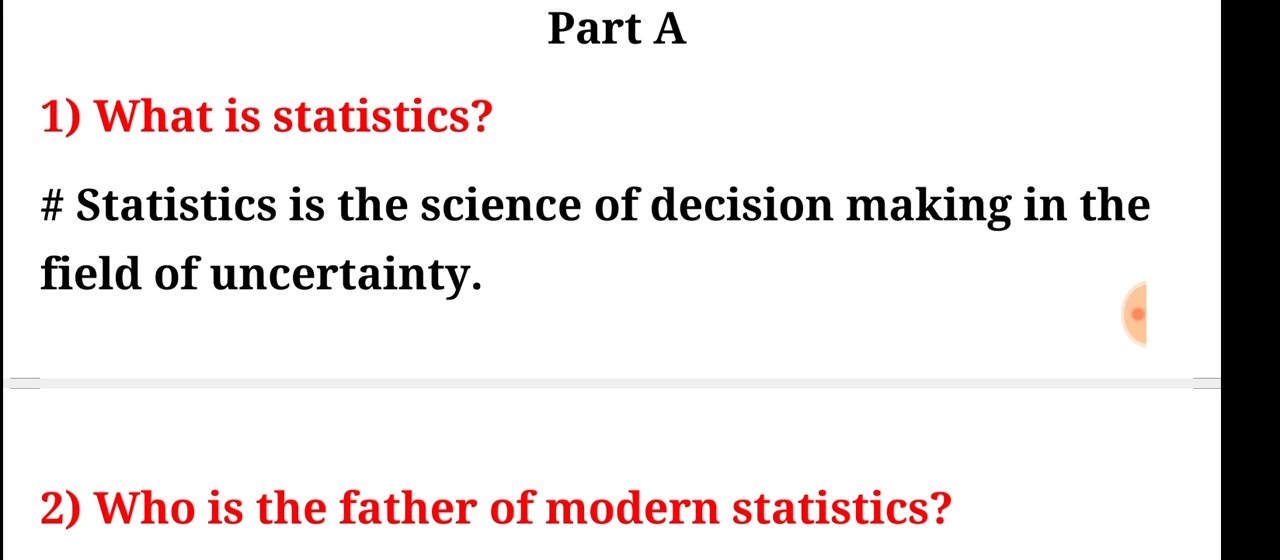 Part A
1) What is statistics?
# Statistics is the science of decision making in the
field of uncertainty.
2) Who is the father of modern statistics?